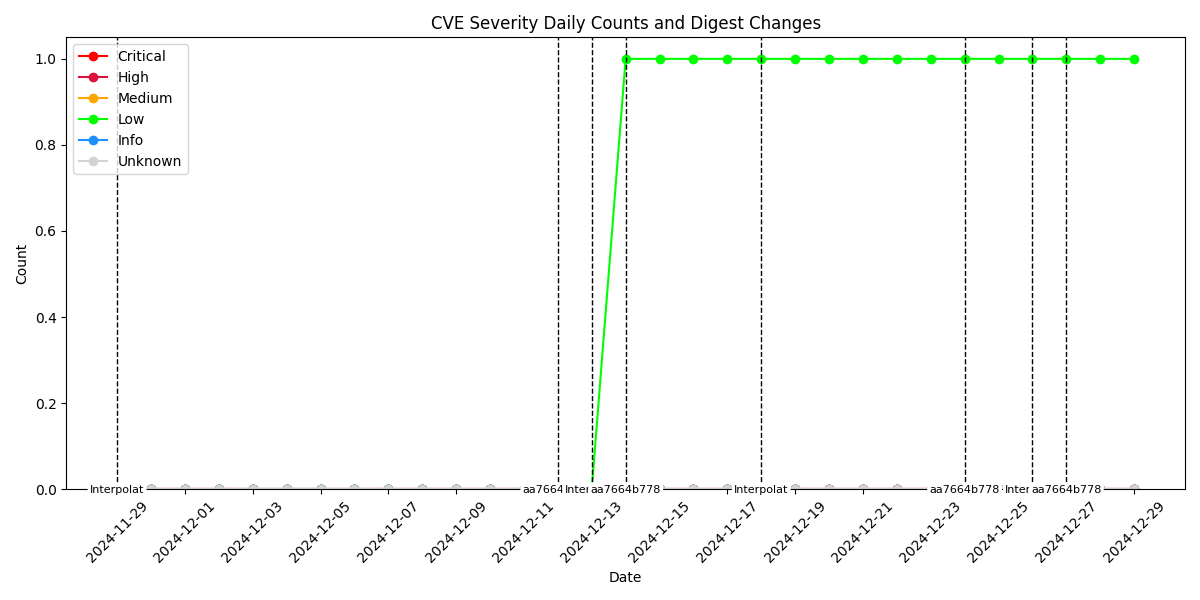 CVE Severity Daily Counts and Digest Changes
Critical
High
Medium
Low
Info
Unknown
Count
1.0
0.8
0.6
0.4
0.2
0.0
Interpolat
aa7664
Inter
aa7664b778
Interpolat
aa7664b778
Inter
aa7664b778
2024-11-29
2024-12-01
2024-12-03
2024-12-05
2024-12-07
2024-12-09
2024-12-11
2024-12-13
2024-12-15
2024-12-17
2024-12-19
2024-12-21
2024-12-23
2024-12-25
2024-12-27
2024-12-29
Date